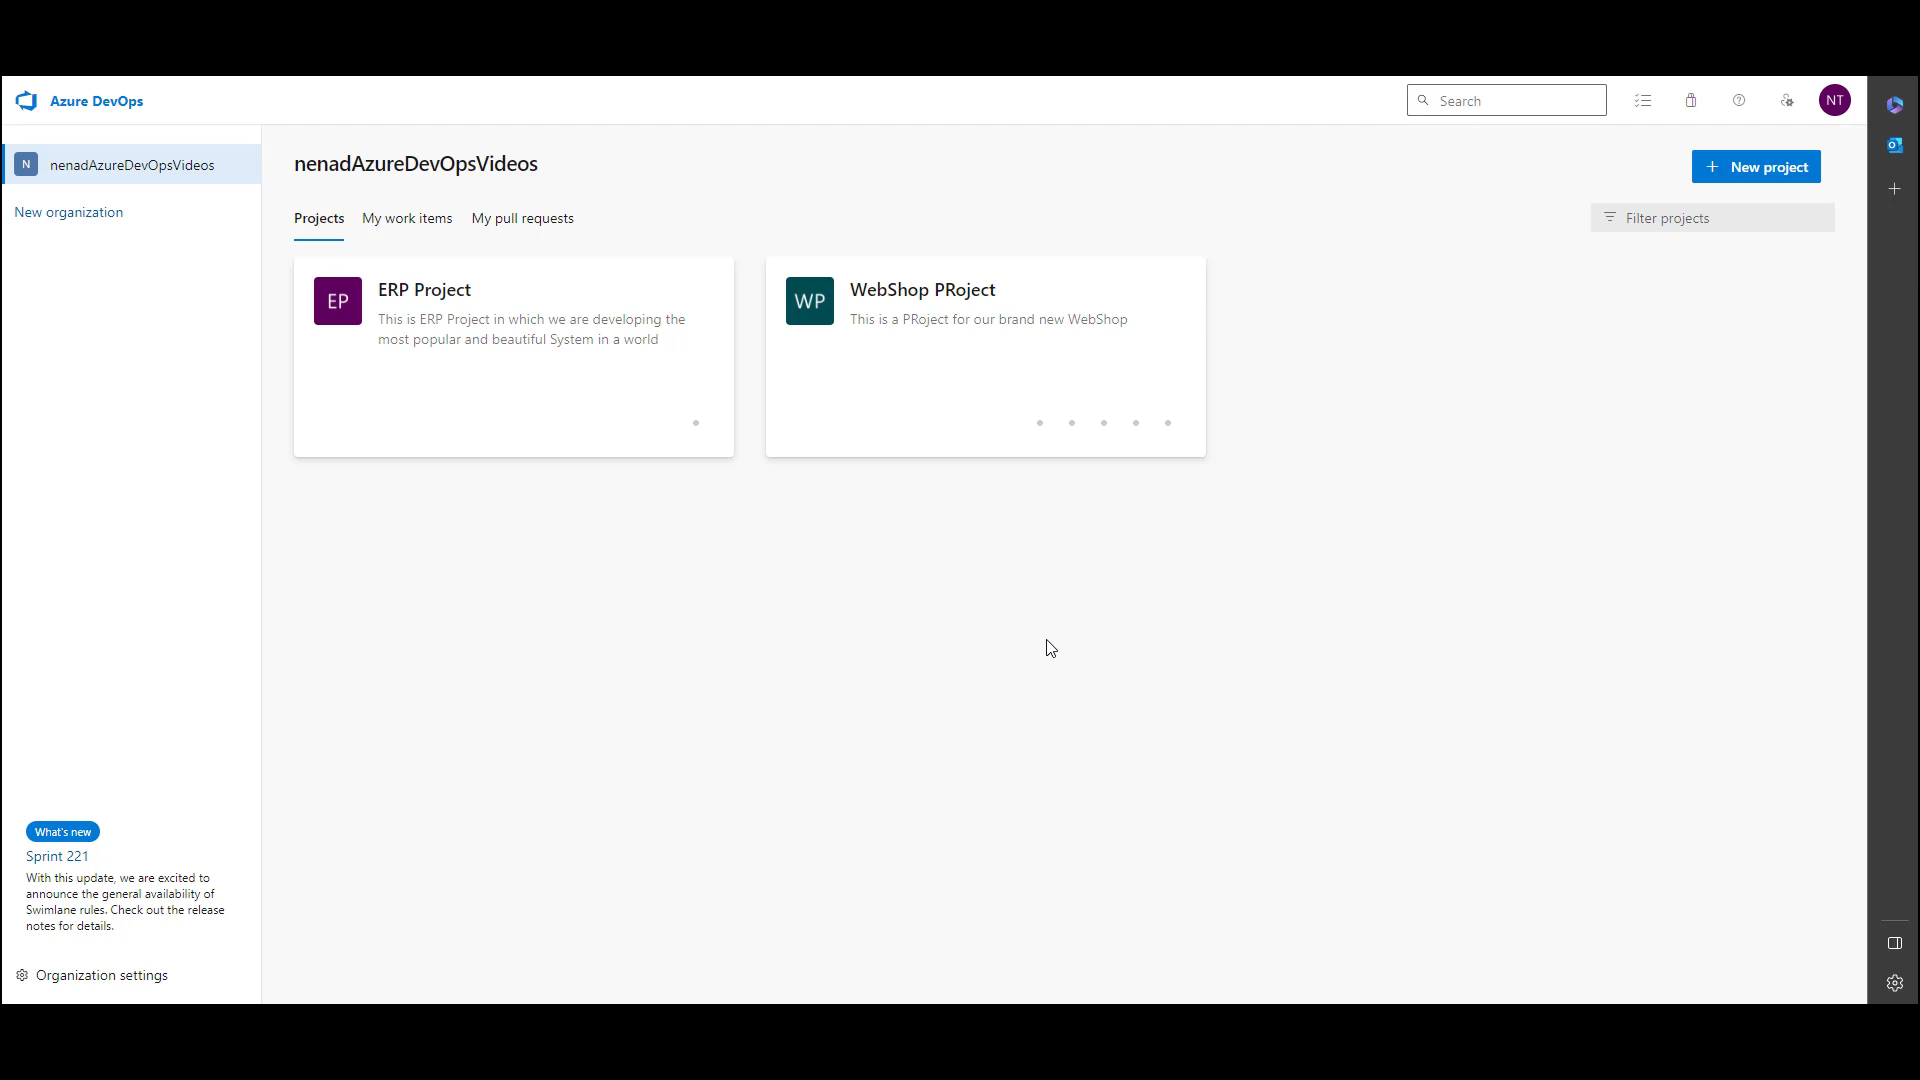 Azure DevOps
Search
NT
N
nenadAzureDevOpsVideos
New organization
nenadAzureDevOpsVideos
New project
Projects
My work items
My pull requests
Filter projects
EP
ERP Project
This is ERP Project in which we are developing the
most popular and beautiful System in a world
WP
WebShop PRoject
This is a PRoject for our brand new WebShop
What's new
Sprint 221
With this update, we are excited to
announce the general availability of
Swimlane rules. Check out the release
notes for details.
Organization settings